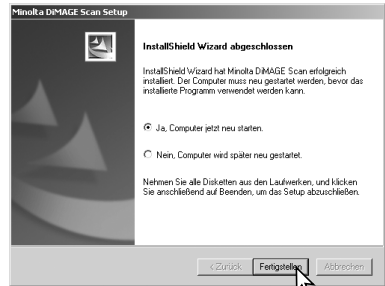 Minolta DiMAGE Scan Setup
InstallShield Wizard abgeschlossen
InstallShield Wizard hat Minolta DiMAGE Scan erfolgreich
installiert. Der Computer muss neu gestartet werden, bevor das
installierte Programm verwendet werden kann.
Ja, Computer jetzt neu starten.
Nein, Computer wird später neu gestartet.
Nehmen Sie alle Disketten aus den Laufwerken, und klicken
Sie anschließend auf Beenden, um das Setup abzuschließen.
< Zurück Fertigstellen Abbrechen